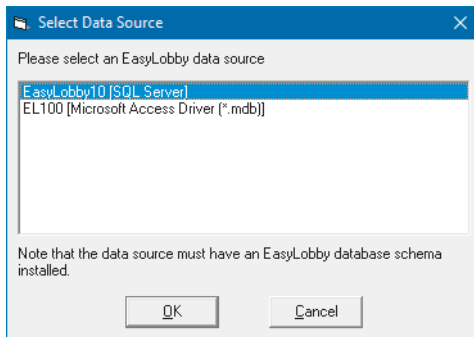 Select Data Source
Please select an EasyLobby data source
EasyLobby10 [SQL Server]
EL100 [Microsoft Access Driver (*.mdb)]
Note that the data source must have an EasyLobby database schema
installed.
OK
Cancel